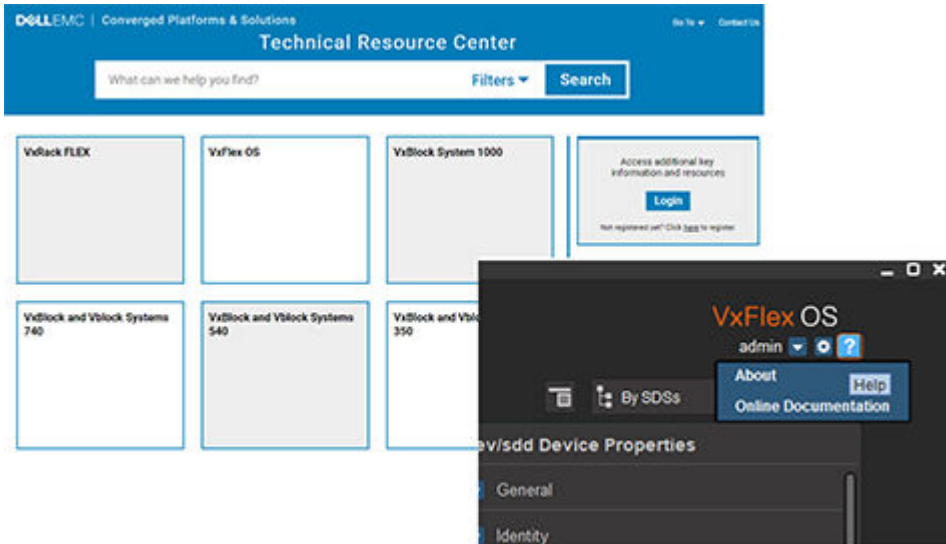 DELLEMC | Converged Platforms & Solutions
Go To
Contact Us
Technical Resource Center
What can we help you find?
Filters
Search
VxRack FLEX
VxFlex OS
VxBlock System 1000
Access additional key
information and resources
Login
Not registered yet? Click here to register.
VxBlock and Vblock Systems
740
VxBlock and Vblock Systems
540
VxBlock and
350
VxFlex OS
admin
?
About
Help
Online Documentation
By SDSs
ev/sdd Device Properties
General
Identity